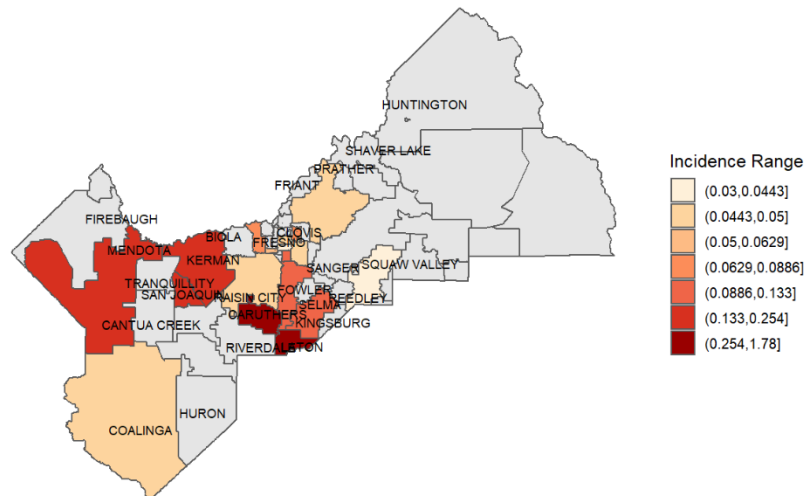 HUNTINGTON
SHAVER LAKE
PRATHER
FRIANT
FIREBAUGH
BIOLA
CLOVIS
FRESNO
MENDOTA
KERMAN
SANGER
SQUAW VALLEY
TRANQUILLITY
SAN JOAQUIN
RAISIN CITY
FOWLER
REEDLEY
SELMA
CARUTHERS
KINGSBURG
CANTUA CREEK
RIVERDALE
TON
HURON
COALINGA
Incidence Range
(0.03,0.0443]
(0.0443,0.05]
(0.05,0.0629]
(0.0629,0.0886]
(0.0886,0.133]
(0.133,0.254]
(0.254,1.78]